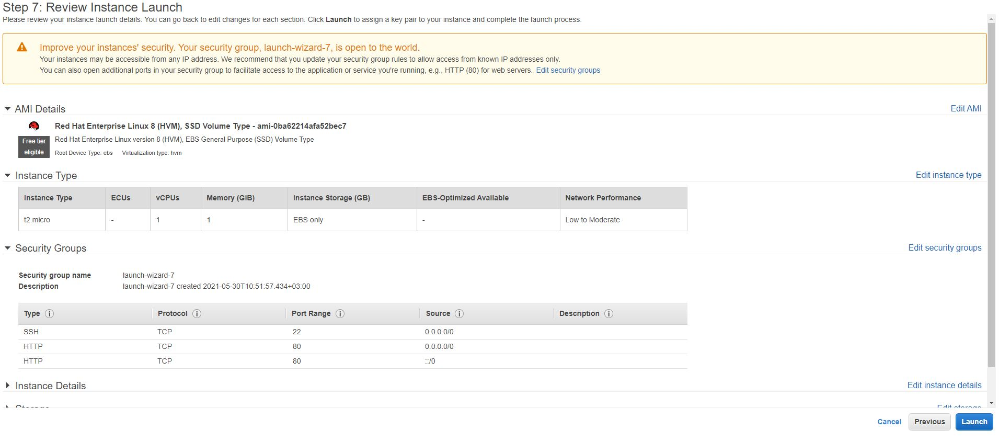 Step 7: Review Instance Launch
Please review your instance launch details. You can go back to edit changes for each section. Click Launch to assign a key pair to your instance and complete the launch process.
Improve your instances' security. Your security group, launch-wizard-7, is open to the world.
Your instances may be accessible from any IP address. We recommend that you update your security group rules to allow access from known IP addresses only.
You can also open additional ports in your security group to facilitate access to the application or service you're running, e.g., HTTP (80) for web servers. Edit security groups
AMI Details Edit AMI
Red Hat Enterprise Linux 8 (HVM), SSD Volume Type - ami-0ba62214afa52bec7
Free tier eligible
Red Hat Enterprise Linux version 8 (HVM), EBS General Purpose (SSD) Volume Type
Root Device Type: ebs Virtualization type: hvm
Instance Type Edit instance type
Instance Type ECUs vCPUs Memory (GiB) Instance Storage (GB) EBS-Optimized Available Network Performance
t2.micro - 1 1 EBS only - Low to Moderate
Security Groups Edit security groups
Security group name launch-wizard-7
Description launch-wizard-7 created 2021-05-30T10:51:57.434+03:00
Type i Protocol i Port Range i Source i Description i
SSH TCP 22 0.0.0.0/0
HTTP TCP 80 0.0.0.0/0
HTTP TCP 80 ::/0
Instance Details Edit instance details
Storage Edit storage
Cancel Previous Launch